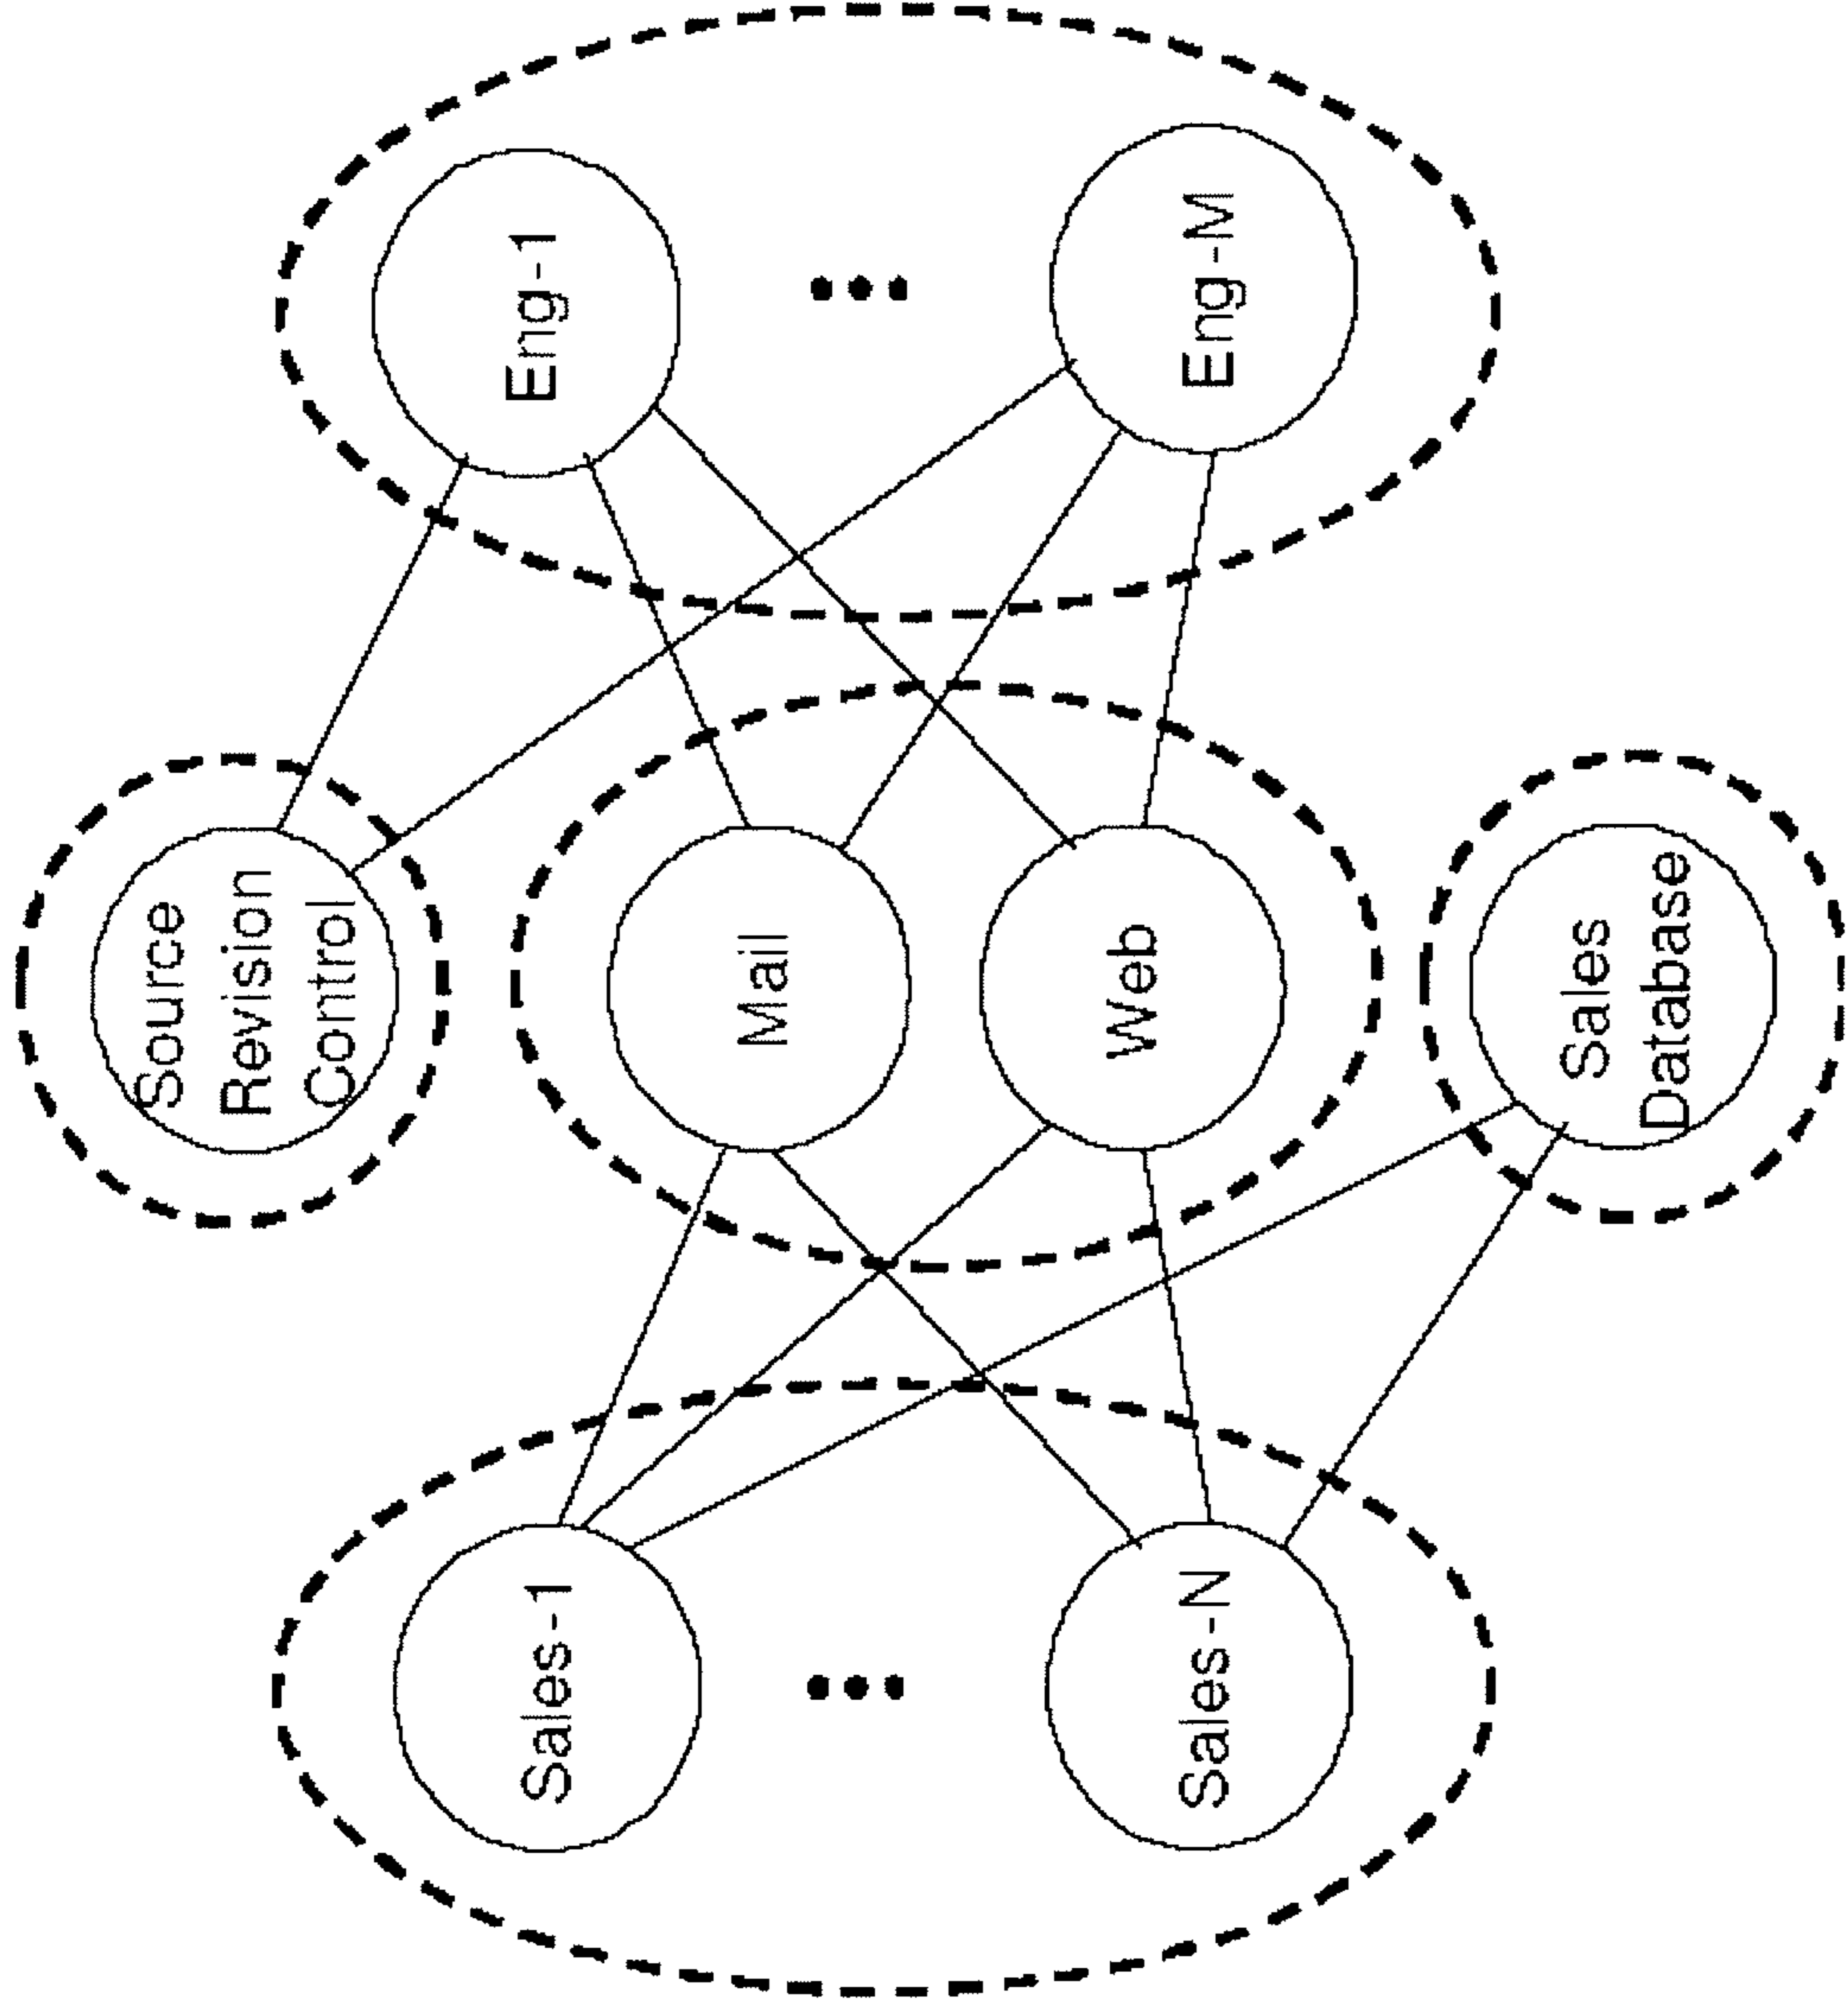 Source
Revision
Control
Eng-1
Mail
Sales-1
Web
Eng-M
Sales-N
Sales
Database